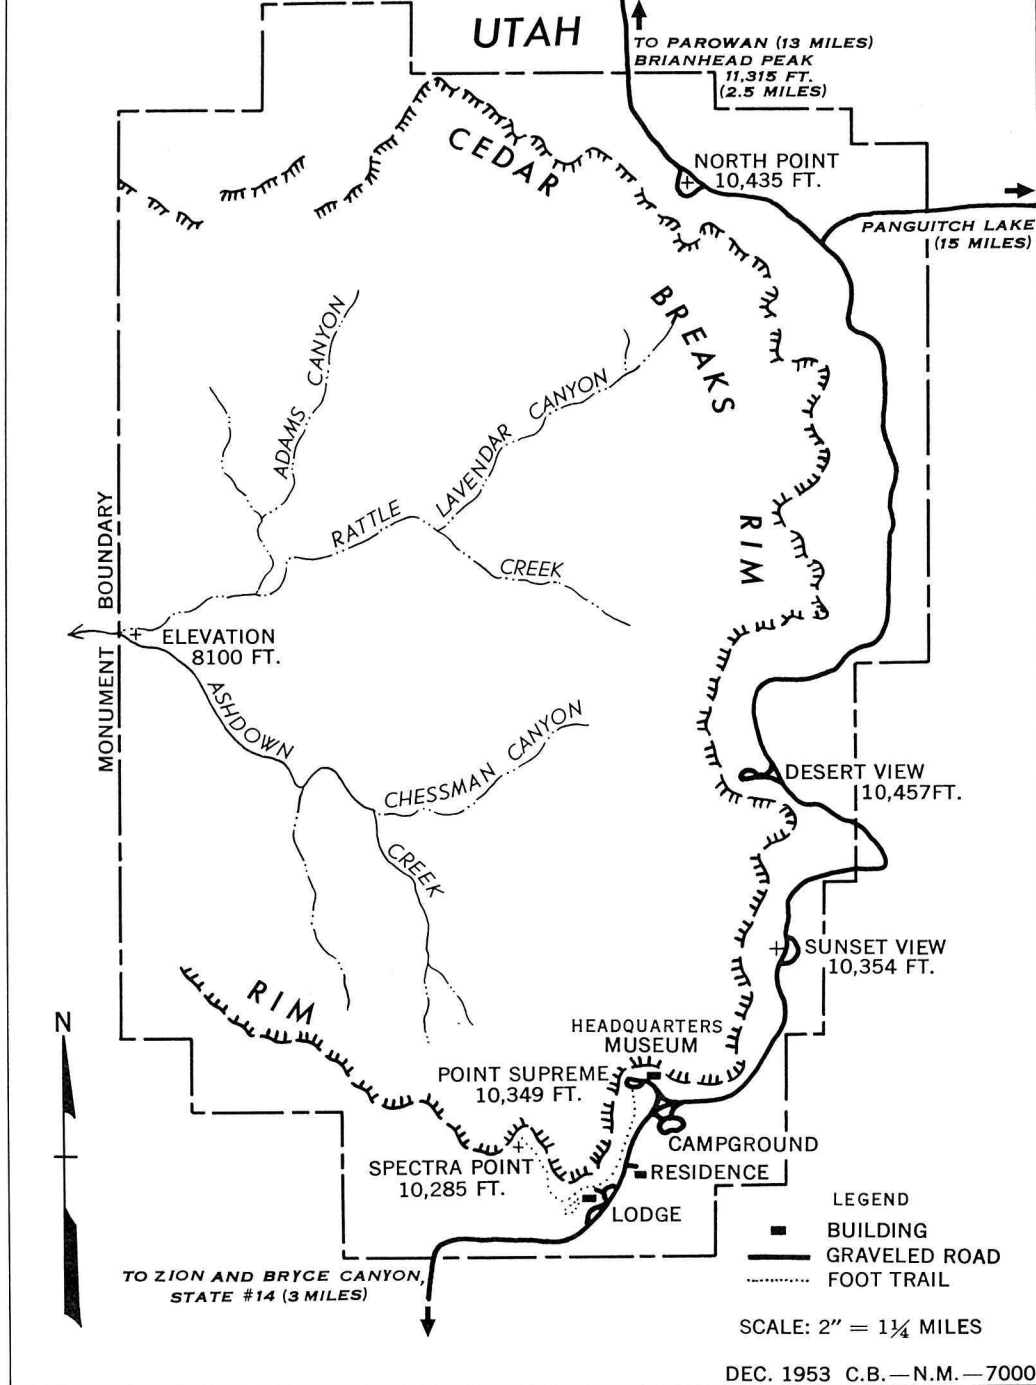 UTAH
TO PAROWAN (13 MILES)
BRIANHEAD PEAK
11,315 FT.
(2.5 MILES)
CEDAR
NORTH POINT
10,435 FT.
PANGUITCH LAKE
(15 MILES)
BREAKS
ADAMS CANYON
LAVENDAR CANYON
RATTLE
CREEK
RIM
MONUMENT BOUNDARY
ELEVATION
8100 FT.
ASHDOWN
CHESSMAN CANYON
CREEK
DESERT VIEW
10,457FT.
SUNSET VIEW
10,354 FT.
RIM
N
HEADQUARTERS
MUSEUM
POINT SUPREME
10,349 FT.
CAMPGROUND
SPECTRA POINT
10,285 FT.
RESIDENCE
LODGE
TO ZION AND BRYCE CANYON,
STATE #14 (3 MILES)
LEGEND
BUILDING
GRAVELED ROAD
FOOT TRAIL
SCALE: 2" = 1¼ MILES
DEC. 1953 C.B.—N.M.—7000